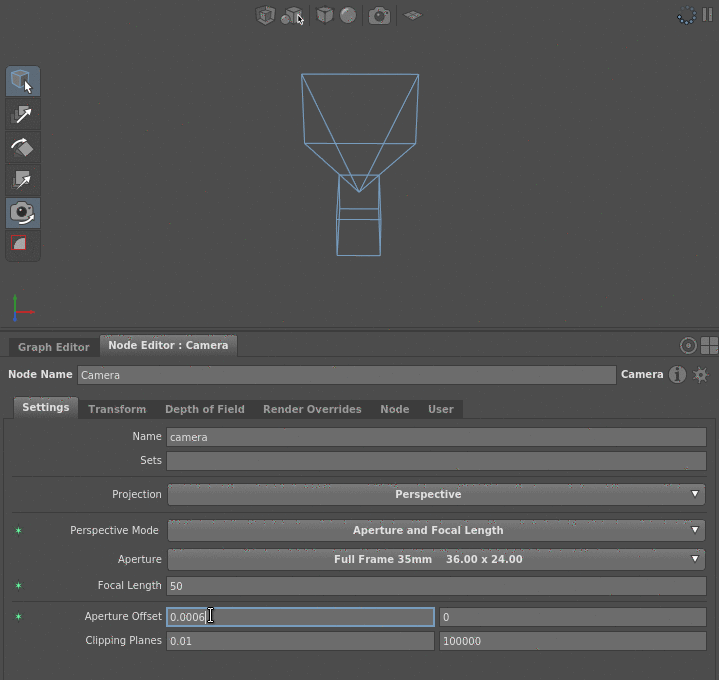 Graph Editor Node Editor : Camera
Node Name Camera Camera
Settings Transform Depth of Field Render Overrides Node User
Name camera
Sets
Projection Perspective
Perspective Mode Aperture and Focal Length
Aperture Full Frame 35mm 36.00 x 24.00
Focal Length 50
Aperture Offset 0.0006 0
Clipping Planes 0.01 100000